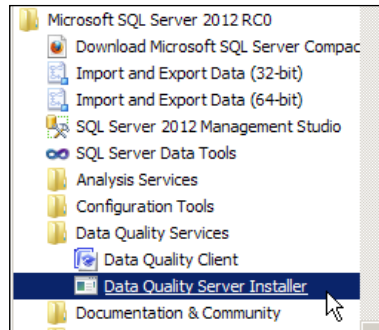 Microsoft SQL Server 2012 RC0
Download Microsoft SQL Server Compac
Import and Export Data (32-bit)
Import and Export Data (64-bit)
SQL Server 2012 Management Studio
SQL Server Data Tools
Analysis Services
Configuration Tools
Data Quality Services
Data Quality Client
Data Quality Server Installer
Documentation & Community